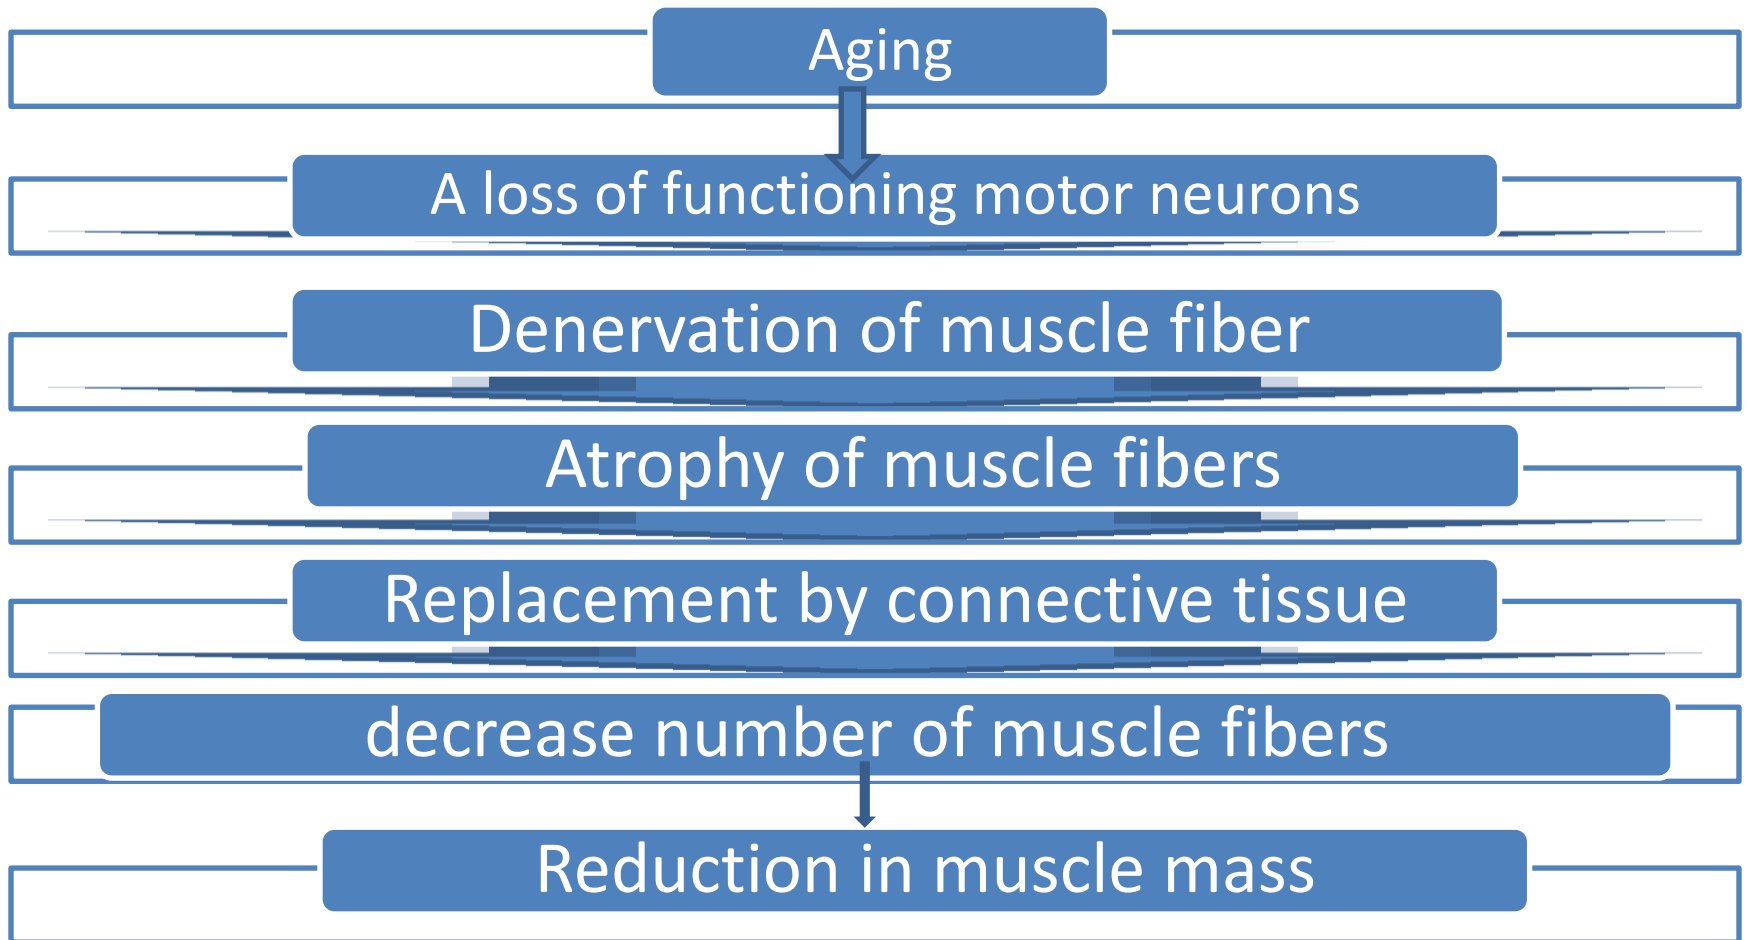 Aging
A loss of functioning motor neurons
Denervation of muscle fiber
Atrophy of muscle fibers
Replacement by connective tissue
decrease number of muscle fibers
Reduction in muscle mass